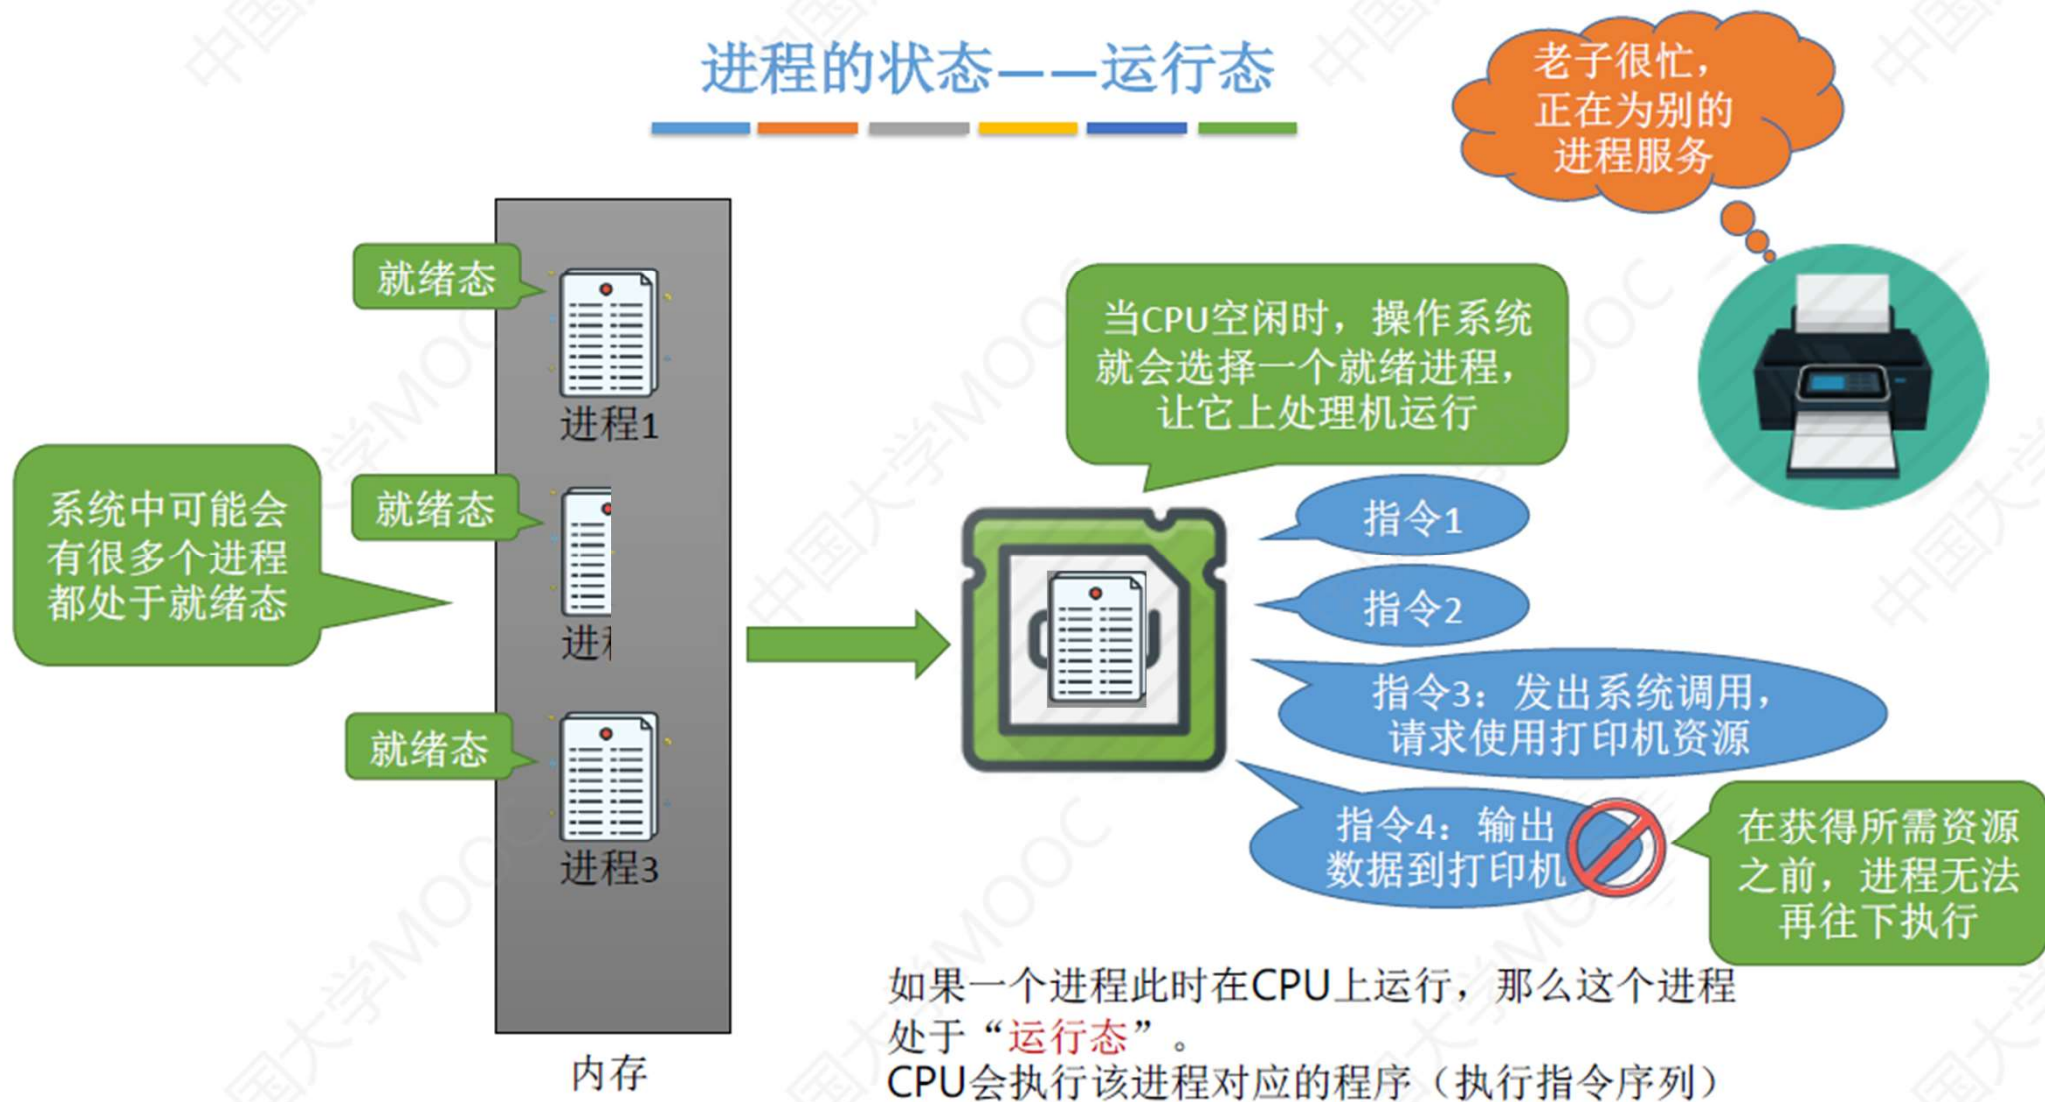 进程的状态——运行态
老子很忙，
正在为别的
进程服务
就绪态
进程1
系统中可能会
有很多个进程
都处于就绪态
就绪态
进
就绪态
进程3
内存
当CPU空闲时，操作系统
就会选择一个就绪进程，
让它上处理机运行
指令1
指令2
指令3：发出系统调用，
请求使用打印机资源
指令4：输出
数据到打印机
在获得所需资源
之前，进程无法
再往下执行
如果一个进程此时在CPU上运行，那么这个进程
处于“运行态”。
CPU会执行该进程对应的程序（执行指令序列）
中国大学MOOC